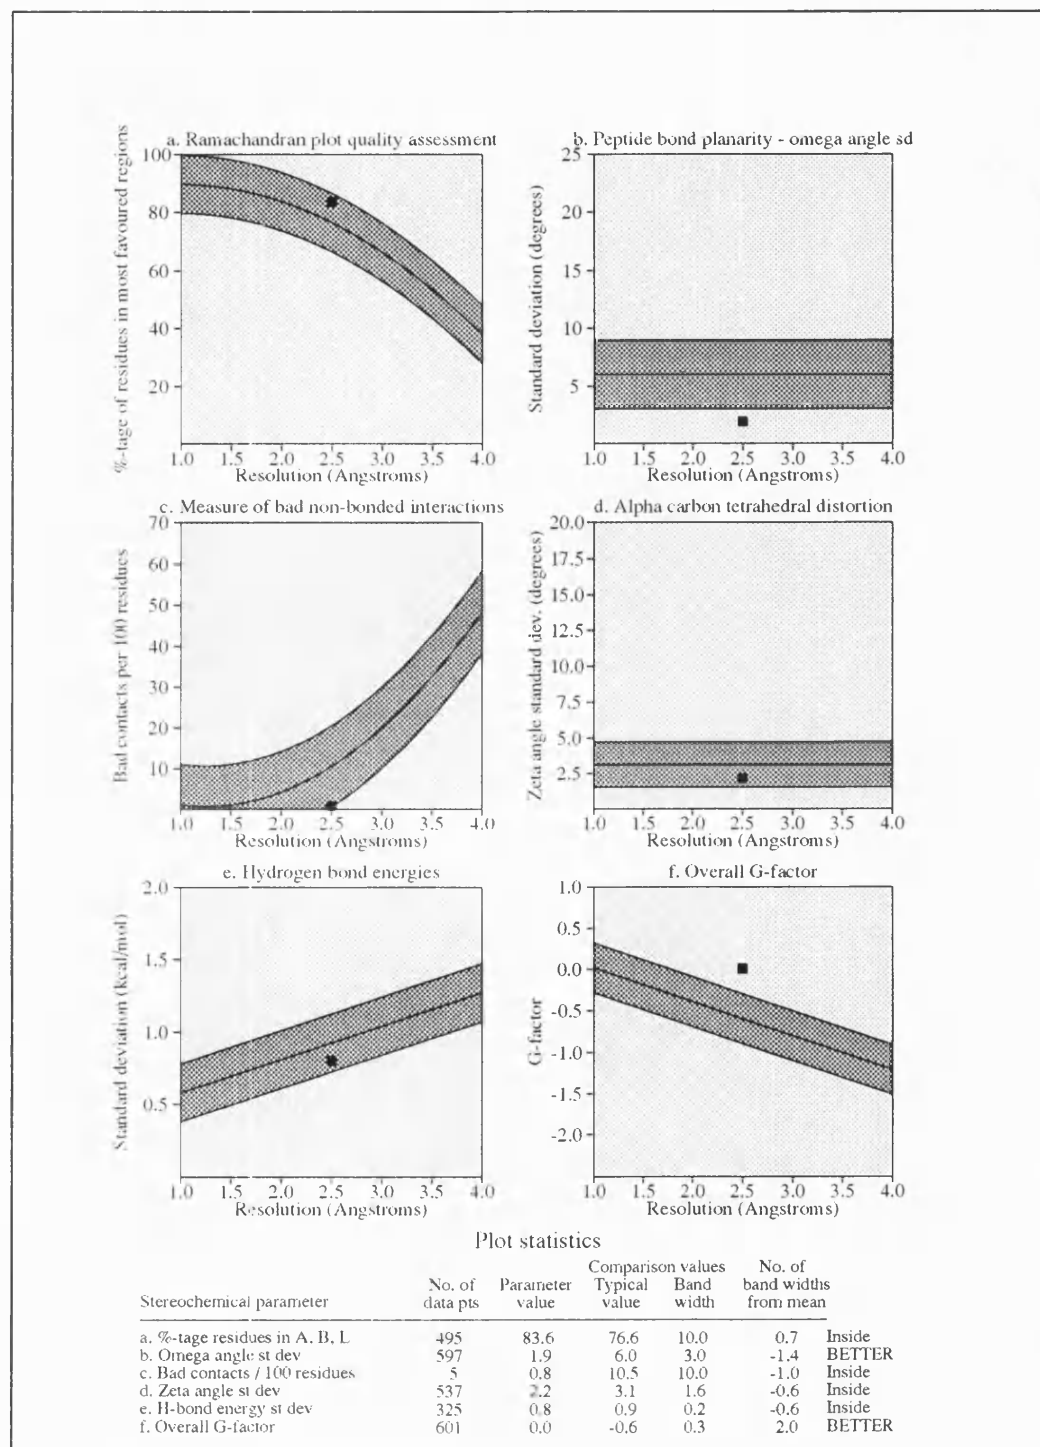 a. Ramachandran plot quality assessment
%-tage of residues in most favoured regions
100
80
60
40
20
1.0 1.5 2.0 2.5 3.0 3.5 4.0
Resolution (Angstroms)
b. Peptide bond planarity - omega angle sd
Standard deviation (degrees)
25
20
15
10
5
1.0 1.5 2.0 2.5 3.0 3.5 4.0
Resolution (Angstroms)
c. Measure of bad non-bonded interactions
Bad contacts per 100 residues
70
60
50
40
30
20
10
1.0 1.5 2.0 2.5 3.0 3.5 4.0
Resolution (Angstroms)
d. Alpha carbon tetrahedral distortion
Zeta angle standard dev. (degrees)
20.0
17.5
15.0
12.5
10.0
7.5
5.0
2.5
1.0 1.5 2.0 2.5 3.0 3.5 4.0
Resolution (Angstroms)
e. Hydrogen bond energies
Standard deviation (kcal/mol)
2.0
1.5
1.0
0.5
1.0 1.5 2.0 2.5 3.0 3.5 4.0
Resolution (Angstroms)
f. Overall G-factor
G-factor
1.0
0.5
0.0
-0.5
-1.0
-1.5
-2.0
1.0 1.5 2.0 2.5 3.0 3.5 4.0
Resolution (Angstroms)
Plot statistics
Comparison values No. of
No. of Parameter Typical Band band widths
Stereochemical parameter data pts value value width from mean
a. %-tage residues in A, B, L 495 83.6 76.6 10.0 0.7 Inside
b. Omega angle st dev 597 1.9 6.0 3.0 -1.4 BETTER
c. Bad contacts / 100 residues 5 0.8 10.5 10.0 -1.0 Inside
d. Zeta angle st dev 537 2.2 3.1 1.6 -0.6 Inside
e. H-bond energy st dev 325 0.8 0.9 0.2 -0.6 Inside
f. Overall G-factor 601 0.0 -0.6 0.3 2.0 BETTER